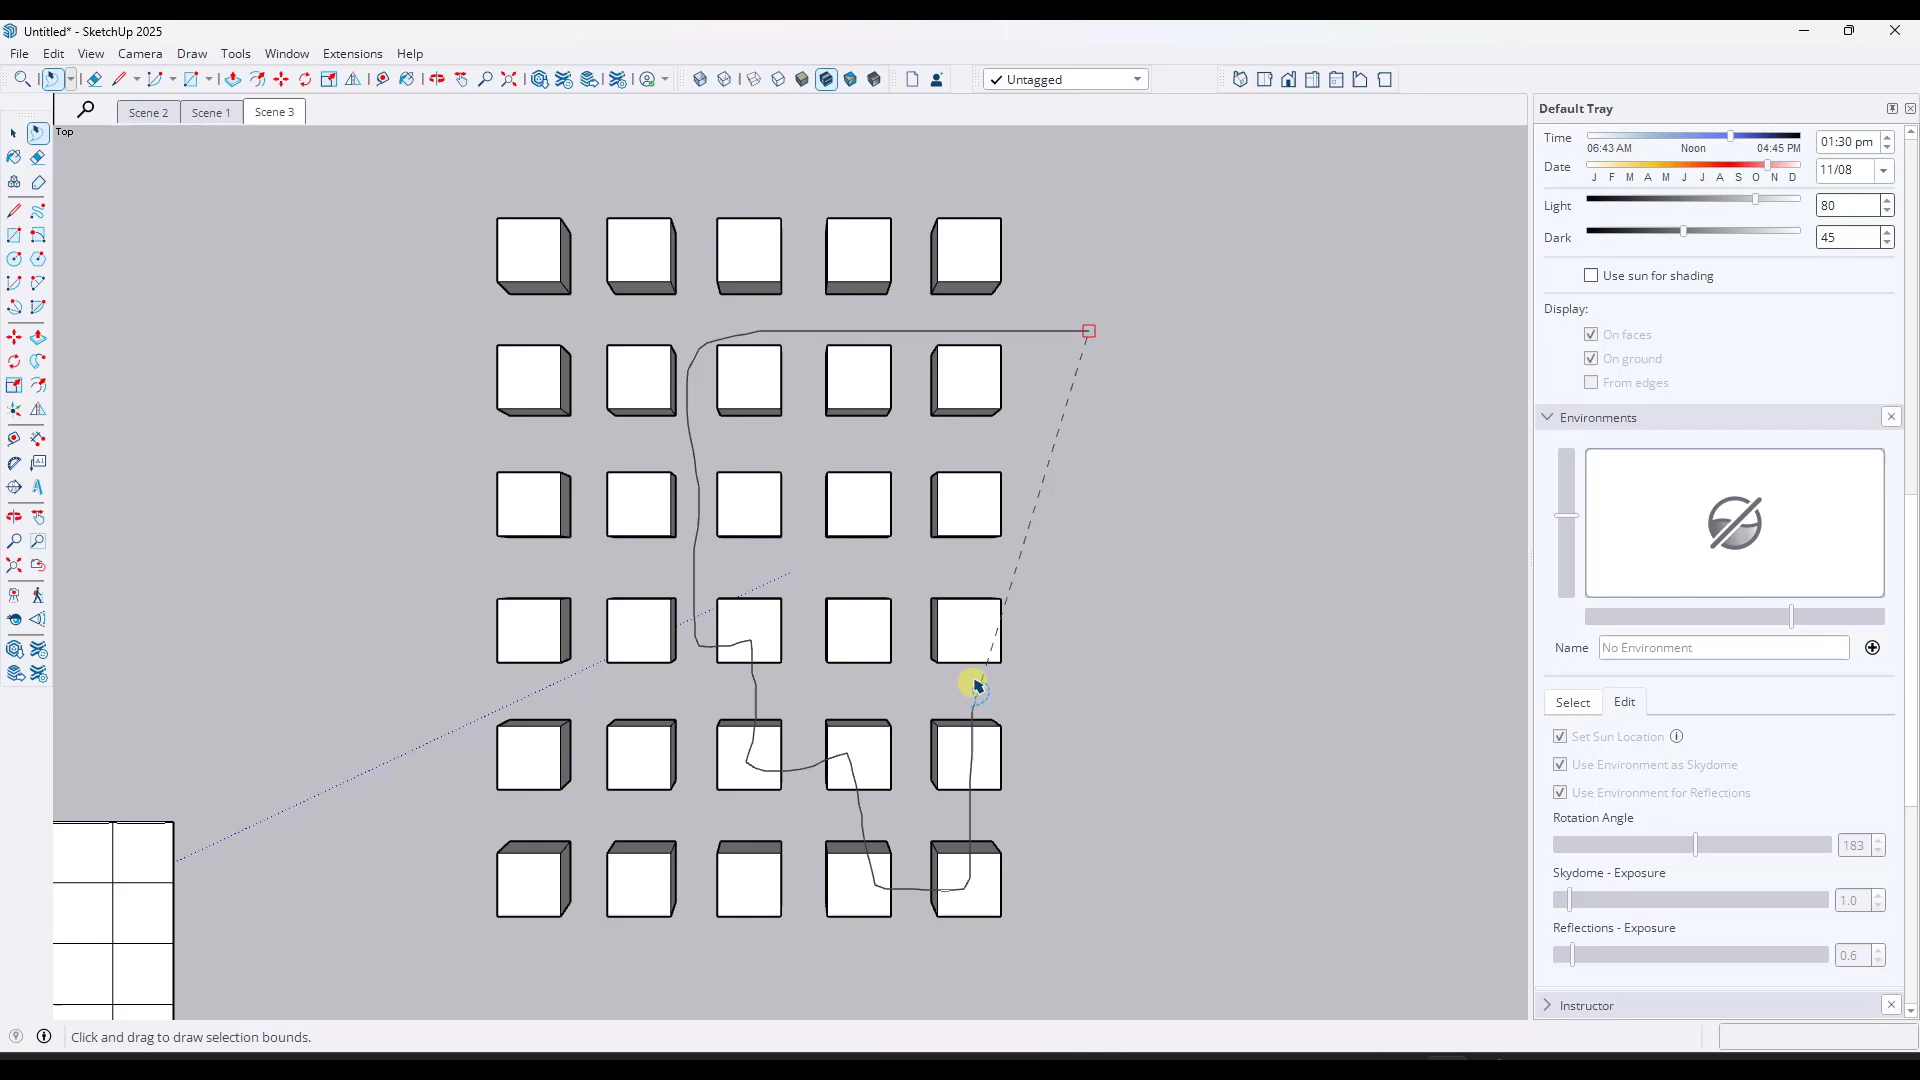 Untitled* - SketchUp 2025
File Edit View Camera Draw Tools Window Extensions Help
Untagged
Scene 2 Scene 1 Scene 3
Top
Default Tray
Time 06:43 AM Noon 04:45 PM 01:30 pm
Date J F M A M J J A S O N D 11/08
Light 80
Dark 45
Use sun for shading
Display:
On faces
On ground
From edges
Environments
Name No Environment
Select Edit
Set Sun Location
Use Environment as Skydome
Use Environment for Reflections
Rotation Angle
183
Skydome - Exposure
1.0
Reflections - Exposure
0.6
Instructor
Click and drag to draw selection bounds.